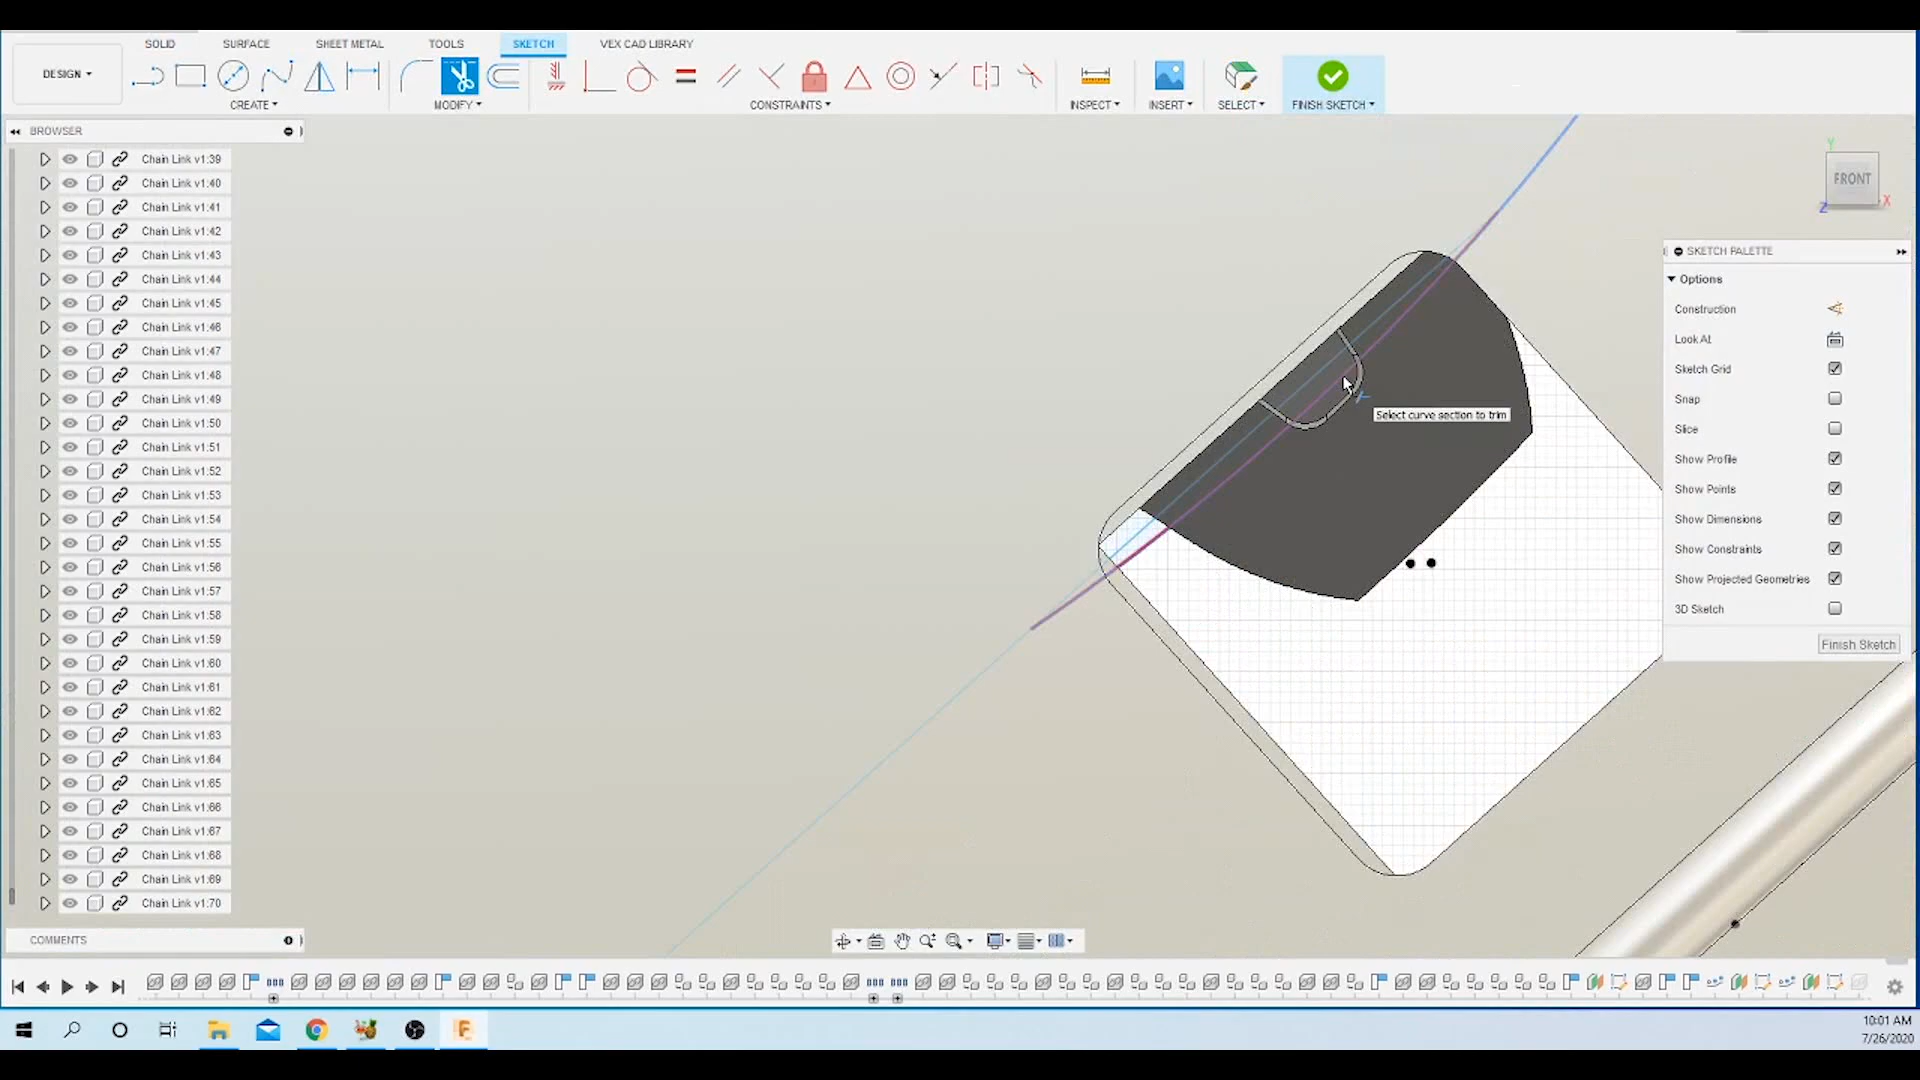 SOLID SURFACE SHEET METAL TOOLS SKETCH VEX CAD LIBRARY
DESIGN
CREATE MODIFY CONSTRAINTS INSPECT INSERT SELECT FINISH SKETCH
BROWSER
Chain Link v1:39
Chain Link v1:40
Chain Link v1:41
Chain Link v1:42
Chain Link v1:43
Chain Link v1:44
Chain Link v1:45
Chain Link v1:46
Chain Link v1:47
Chain Link v1:48
Chain Link v1:49
Chain Link v1:50
Chain Link v1:51
Chain Link v1:52
Chain Link v1:53
Chain Link v1:54
Chain Link v1:55
Chain Link v1:56
Chain Link v1:57
Chain Link v1:58
Chain Link v1:59
Chain Link v1:60
Chain Link v1:61
Chain Link v1:62
Chain Link v1:63
Chain Link v1:64
Chain Link v1:65
Chain Link v1:66
Chain Link v1:67
Chain Link v1:68
Chain Link v1:69
Chain Link v1:70
COMMENTS
Select curve section to trim
Y
FRONT
Z X
SKETCH PALETTE
Options
Construction
Look At
Sketch Grid
Snap
Slice
Show Profile
Show Points
Show Dimensions
Show Constraints
Show Projected Geometries
3D Sketch
Finish Sketch
10:01 AM
7/26/2020